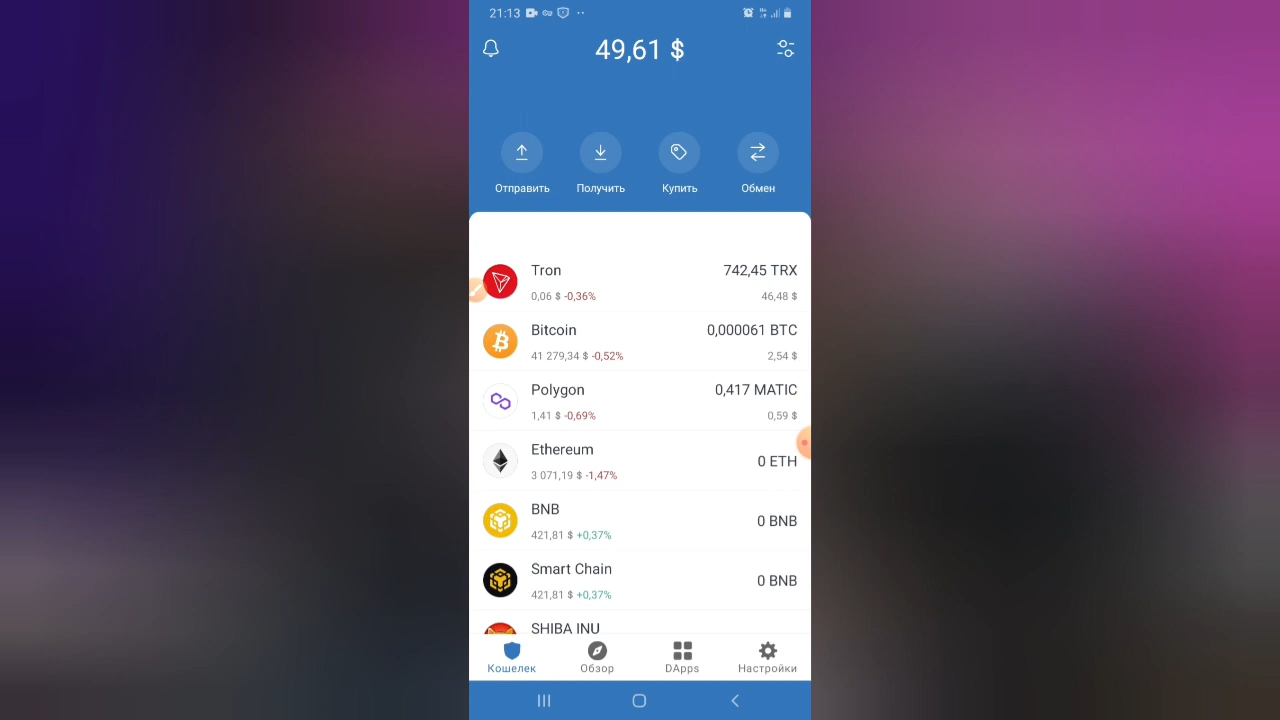 21:13
49,61 $
Отправить Получить Купить Обмен
Tron 742,45 TRX
0,06 $ -0,36% 46,48 $
Bitcoin 0,000061 BTC
41 279,34 $ -0,52% 2,54 $
Polygon 0,417 MATIC
1,41 $ -0,69% 0,59 $
Ethereum 0 ETH
3 071,19 $ -1,47%
BNB 0 BNB
421,81 $ +0,37%
Smart Chain 0 BNB
421,81 $ +0,37%
SHIBA INU
Кошелек Обзор DApps Настройки